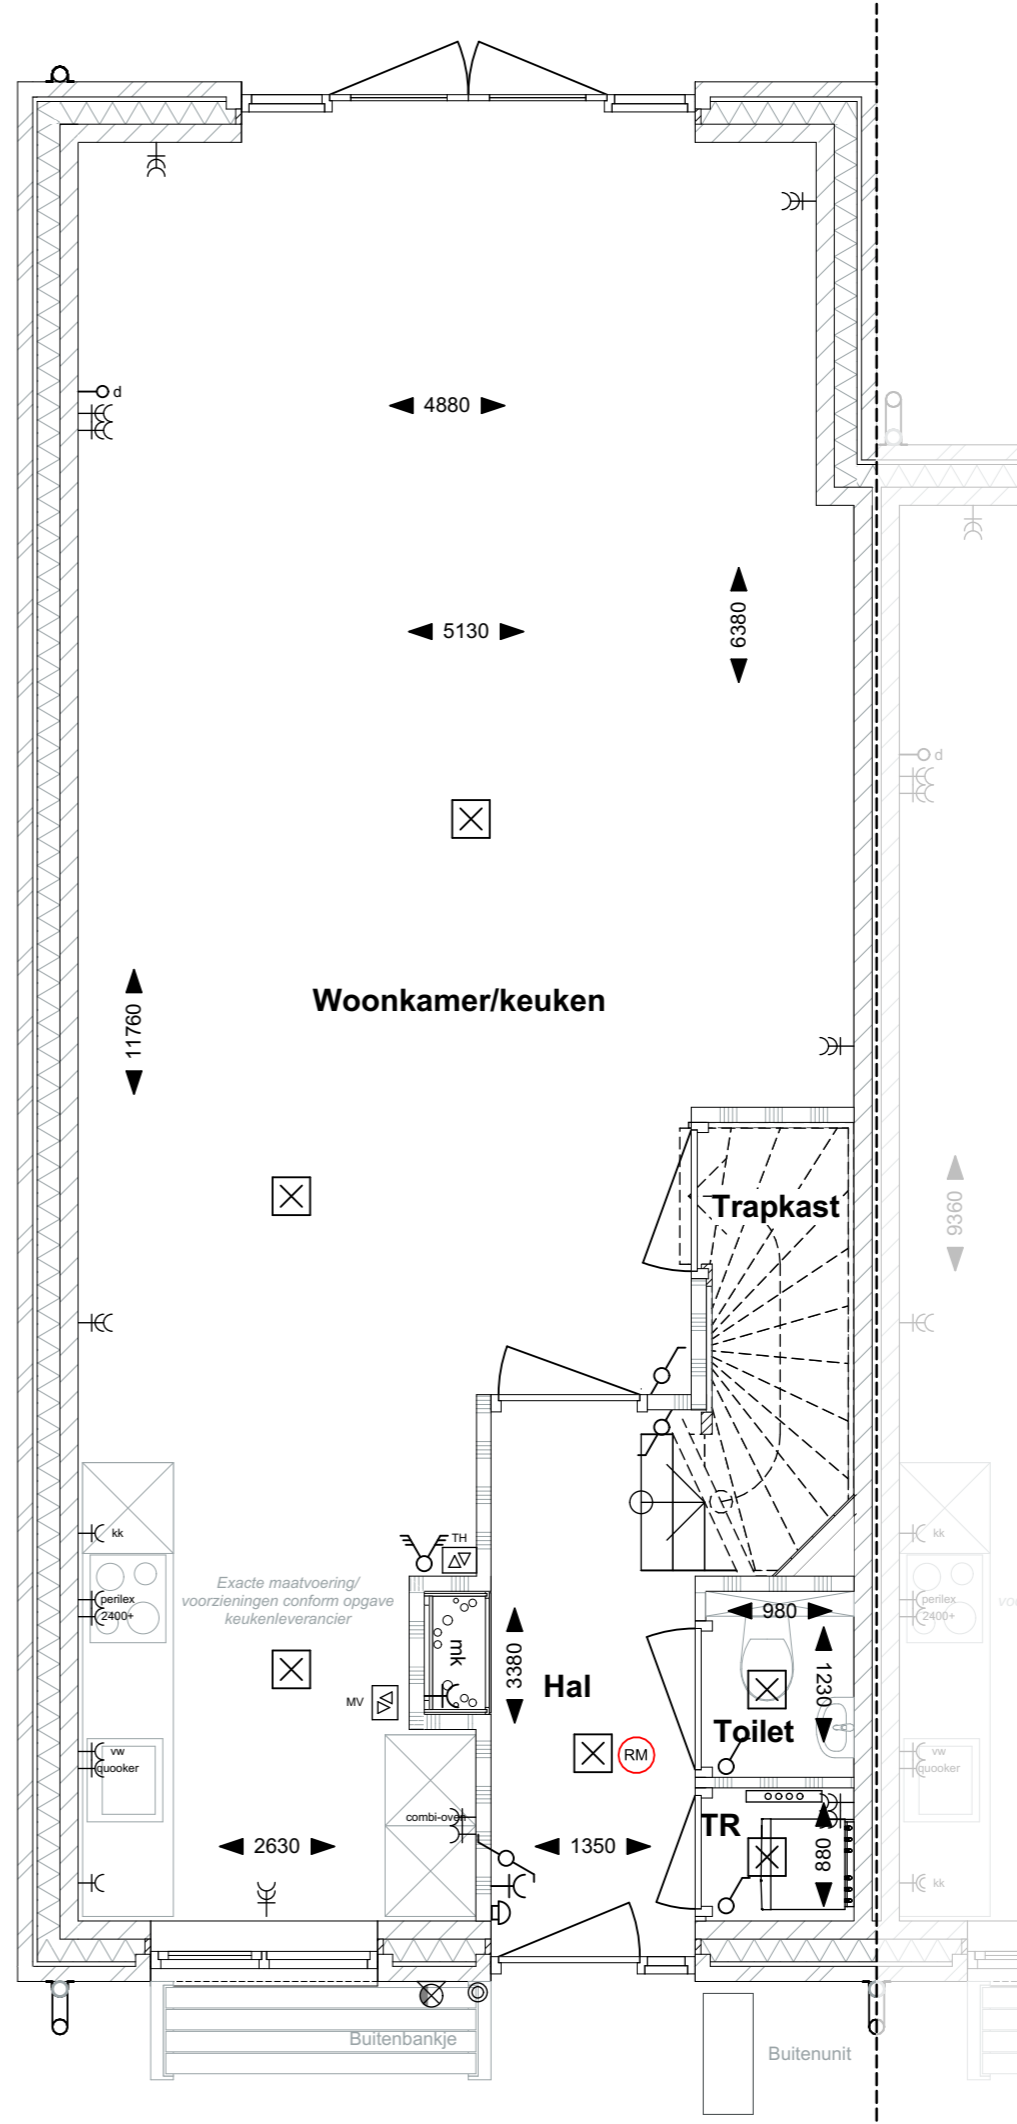 d
4880
5130
6380
d
Woonkamer/keuken
11760
Trapkast
9360
kk
TH
kk
Exacte maatvoering/
voorzieningen conform opgave
keukenleverancier
perilex
2400+
perilex
2400+
980
mk
3380
Hal
1230
MV
Toilet
vw
quooker
RM
vw
quooker
combi-oven
TR
2630
1350
880
kk
Buitenbankje
Buitenunit